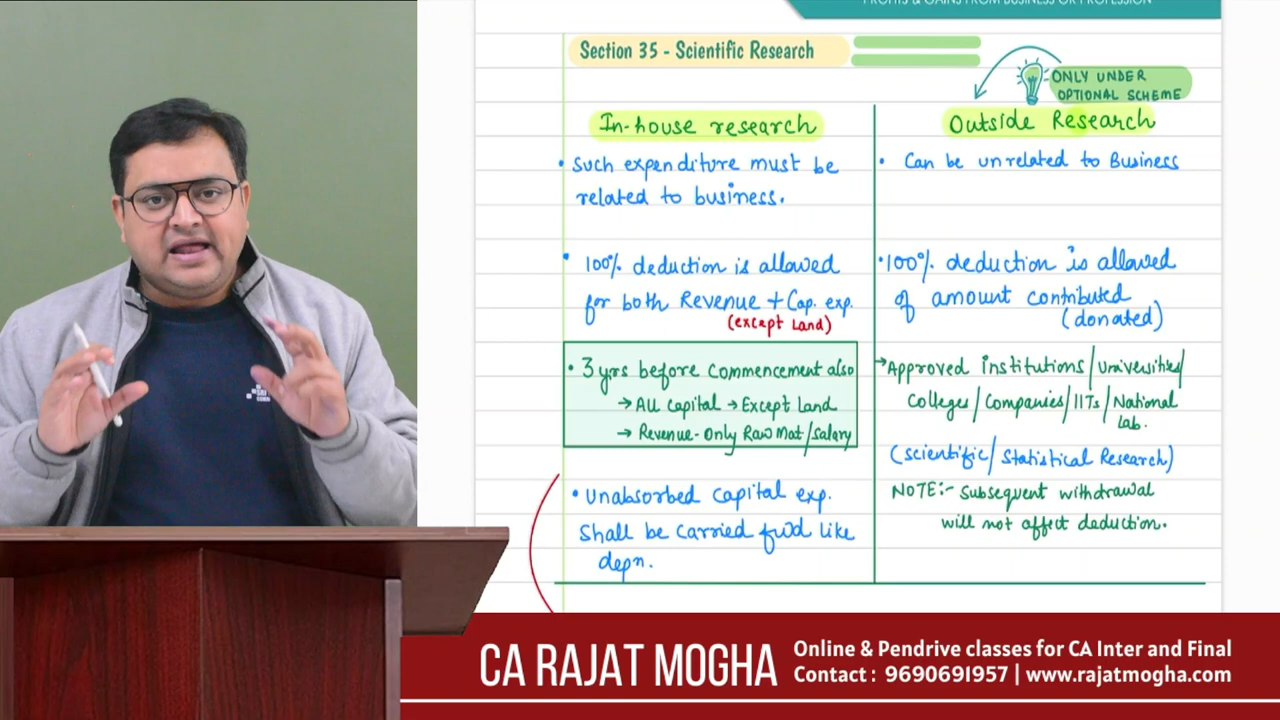 PROFITS & GAINS FROM BUSINESS OR PROFESSION
Section 35 - Scientific Research
ONLY UNDER
OPTIONAL SCHEME
In-house research
• Such expenditure must be
related to business.
• 100% deduction is allowed
for both Revenue + Cap. exp.
(except Land)
• 3 yrs before commencement also
→ All Capital → Except Land
→ Revenue - Only Raw Mat/Salary
• Unabsorbed capital exp.
Shall be carried fwd like
depn.
Outside Research
• Can be unrelated to Business
• 100% deduction is allowed
of amount contributed
(donated)
→ Approved institutions/Universities/
Colleges/Companies/IITs/National
Lab.
(Scientific/Statistical Research)
NOTE:- Subsequent withdrawal
will not affect deduction.
CA RAJAT MOGHA
Online & Pendrive classes for CA Inter and Final
Contact : 9690691957 | www.rajatmogha.com